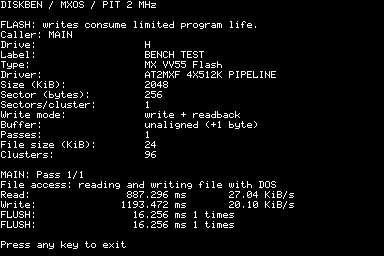 DISKBEN / MXOS / PIT 2 MHz
FLASH: writes consume limited program life.
Caller: MAIN
Drive: H
Label: BENCH TEST
Type: MX VV55 Flash
Driver: AT2MXF 4X512K PIPELINE
Size (KiB): 2048
Sector (bytes): 256
Sectors/cluster: 1
Write mode: write + readback
Buffer: unaligned (+1 byte)
Passes: 1
File size (KiB): 24
Clusters: 96
MAIN: Pass 1/1
File access: reading and writing file with DOS
Read: 887.296 ms 27.04 KiB/s
Write: 1193.472 ms 20.10 KiB/s
FLUSH: 16.256 ms 1 times
FLUSH: 16.256 ms 1 times
Press any key to exit